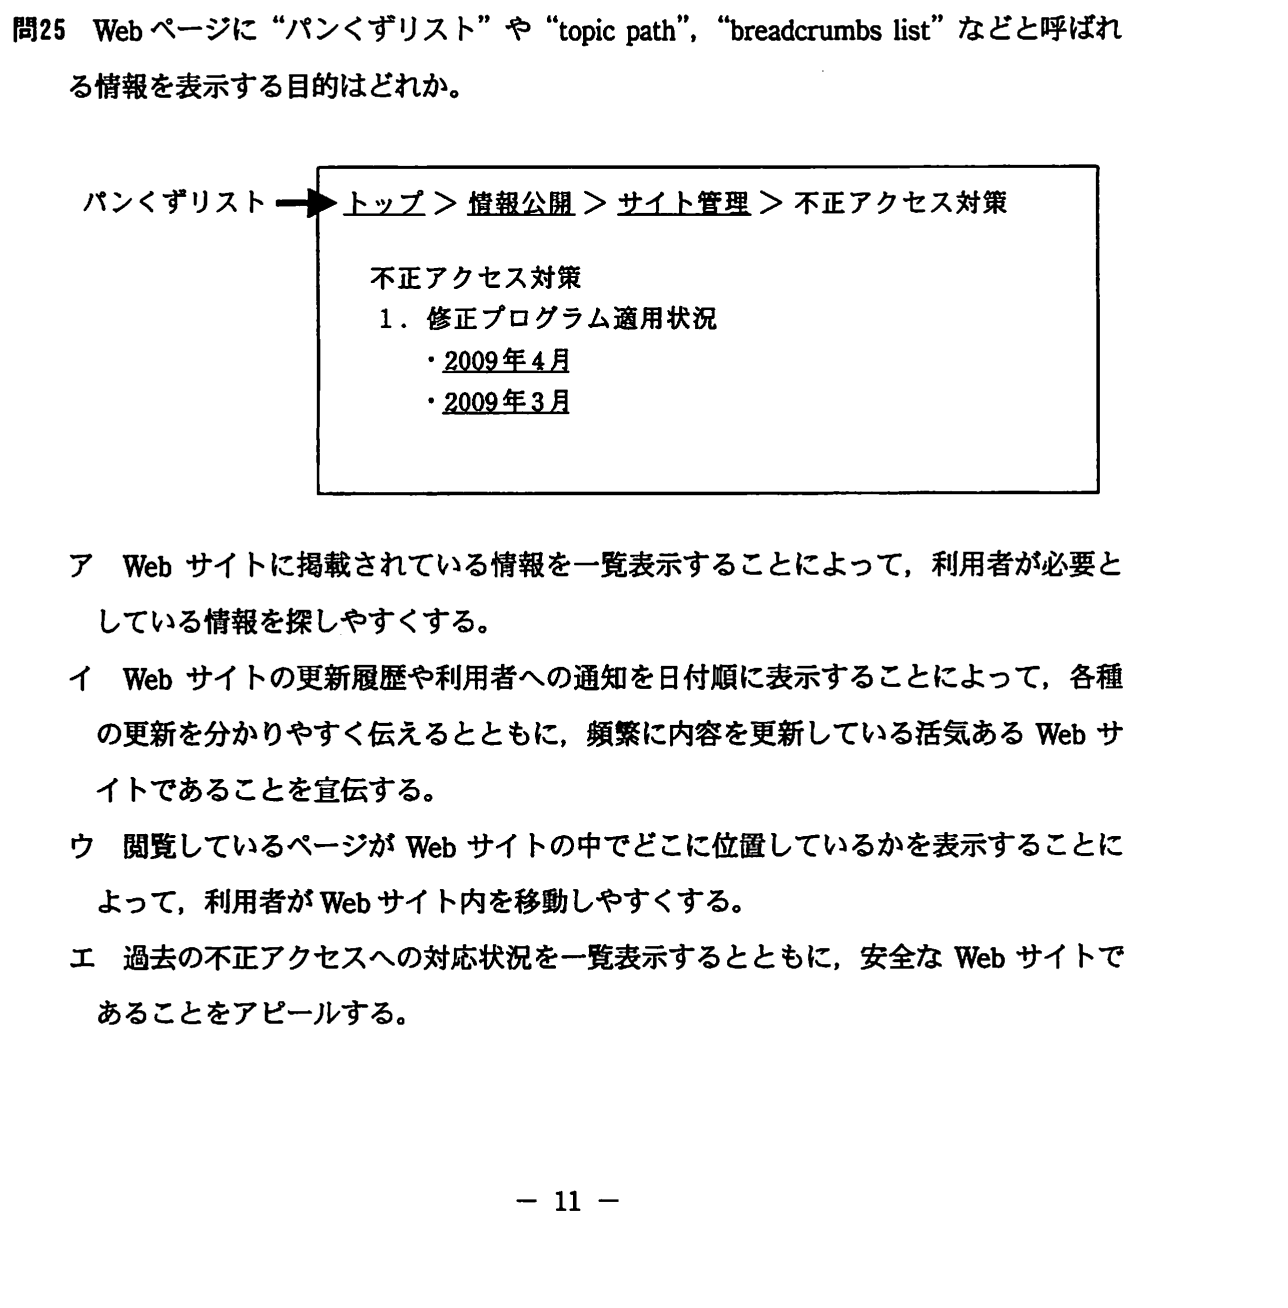 問25 Webページに“パンくずリスト”や“topic path”，“breadcrumbs list”などと呼ばれ
る情報を表示する目的はどれか。
パンくずリスト
トップ ＞ 情報公開 ＞ サイト管理 ＞ 不正アクセス対策
不正アクセス対策
1．修正プログラム適用状況
・2009年4月
・2009年3月
ア Web サイトに掲載されている情報を一覧表示することによって，利用者が必要と
している情報を探しやすくする。
イ Web サイトの更新履歴や利用者への通知を日付順に表示することによって，各種
の更新を分かりやすく伝えるとともに，頻繁に内容を更新している活気ある Web サ
イトであることを宣伝する。
ウ 閲覧しているページが Web サイトの中でどこに位置しているかを表示することに
よって，利用者が Web サイト内を移動しやすくする。
エ 過去の不正アクセスへの対応状況を一覧表示するとともに，安全な Web サイトで
あることをアピールする。
－ 11 －